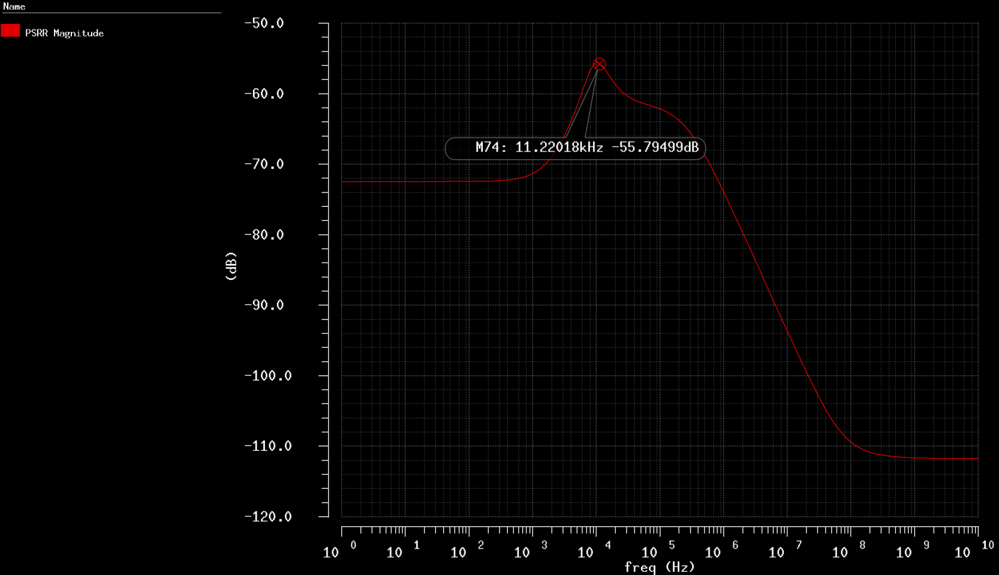 Name
PSRR Magnitude
-50.0
-60.0
-70.0
-80.0
-90.0
-100.0
-110.0
-120.0
(dB)
M74: 11.22018kHz -55.79499dB
10 0 10 1 10 2 10 3 10 4 10 5 10 6 10 7 10 8 10 9 10 10
freq (Hz)